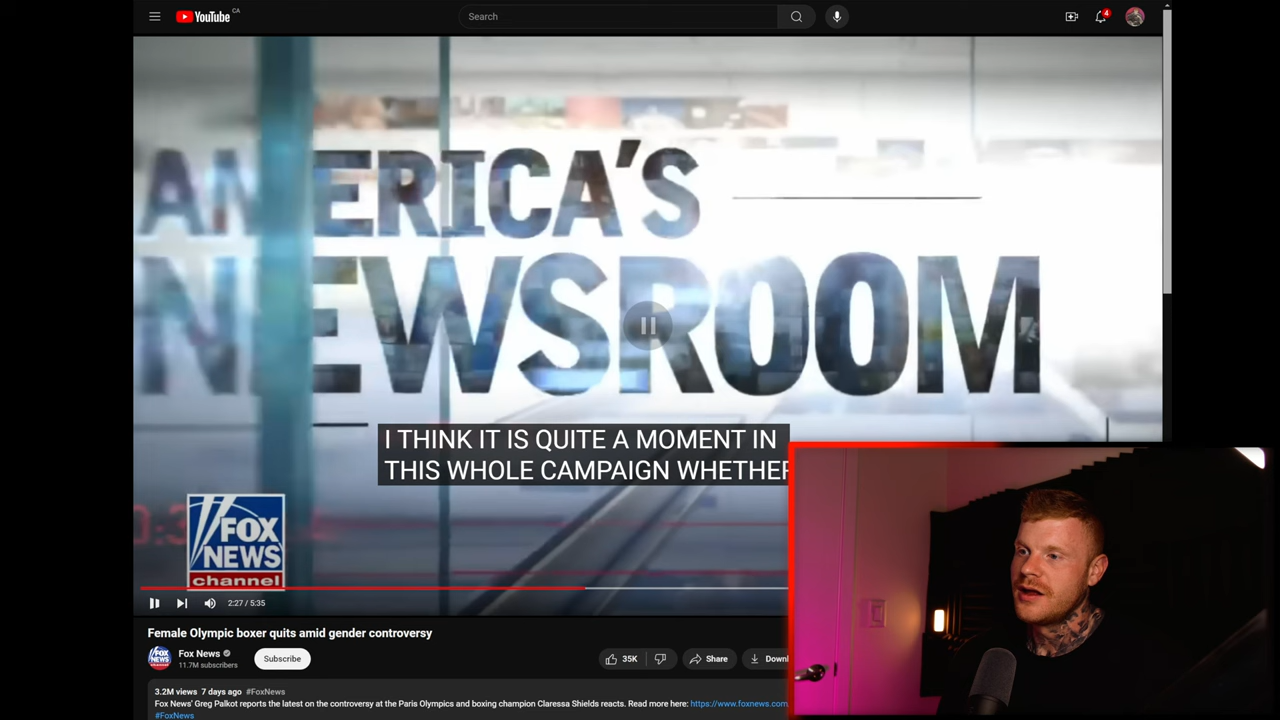 YouTube CA
Search
4
AMERICA'S
NEWSROOM
I THINK IT IS QUITE A MOMENT IN
THIS WHOLE CAMPAIGN WHETHER
FOX
NEWS
channel
2:27 / 5:35
Female Olympic boxer quits amid gender controversy
Fox News
11.7M subscribers
Subscribe
35K
Share
Downl
3.2M views 7 days ago #FoxNews
Fox News' Greg Palkot reports the latest on the controversy at the Paris Olympics and boxing champion Claressa Shields reacts. Read more here: https://www.foxnews.com
#FoxNews